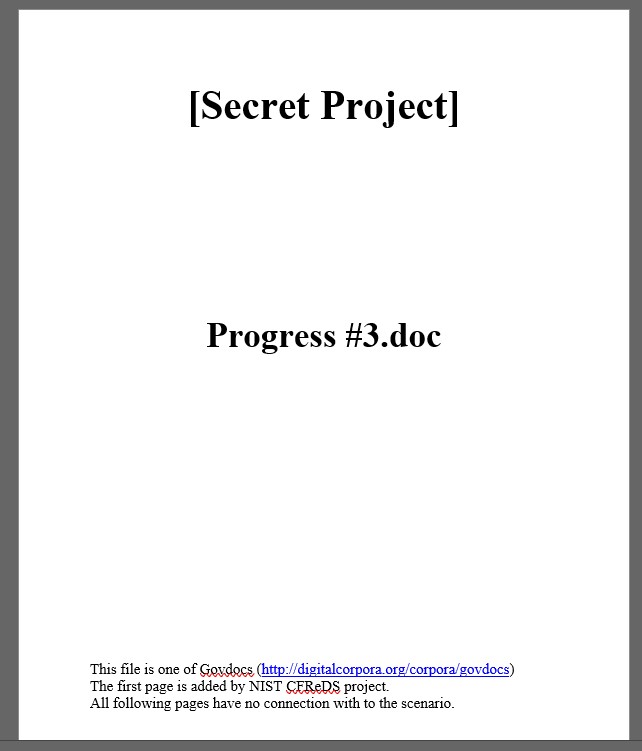 [Secret Project]
Progress #3.doc
This file is one of Govdocs (http://digitalcorpora.org/corpora/govdocs)
The first page is added by NIST CFReDS project.
All following pages have no connection with to the scenario.